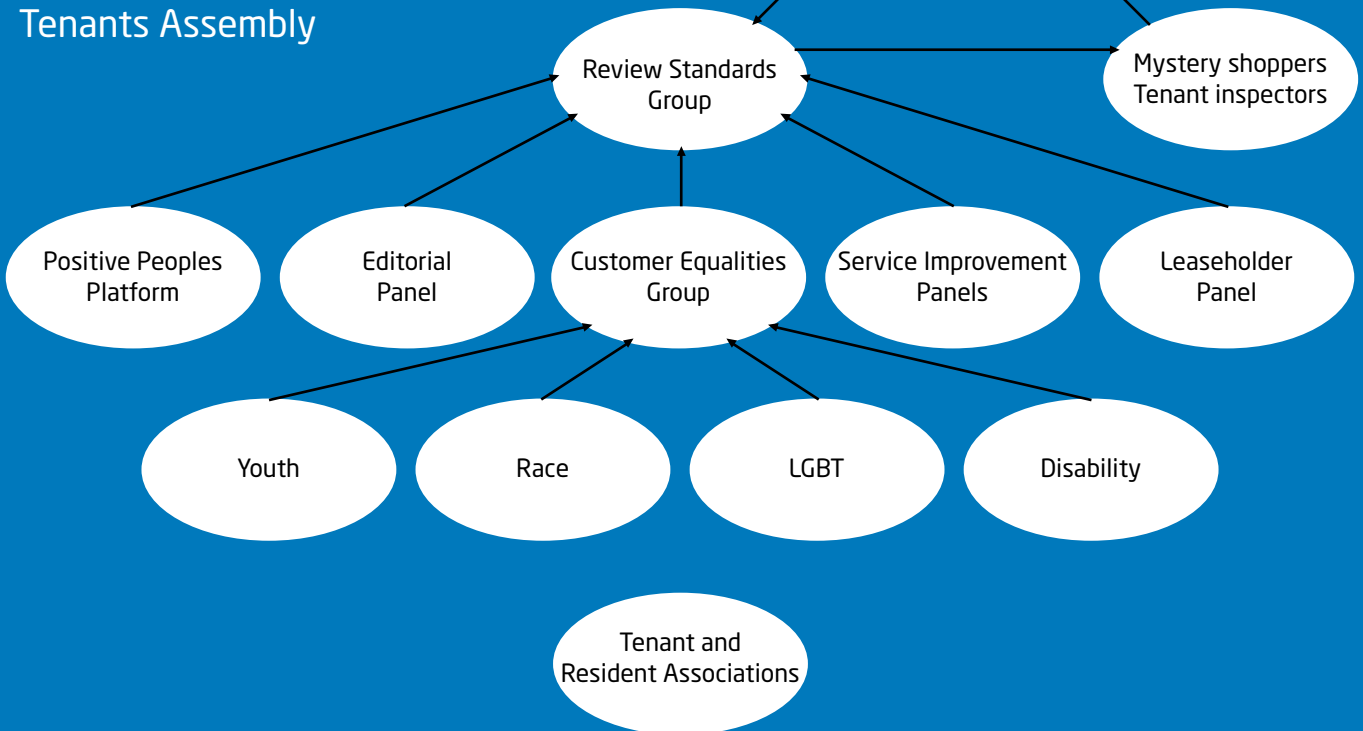 Tenants Assembly
Review Standards
Group
Mystery shoppers
Tenant inspectors
Positive Peoples
Platform
Editorial
Panel
Customer Equalities
Group
Service Improvement
Panels
Leaseholder
Panel
Youth
Race
LGBT
Disability
Tenant and
Resident Associations